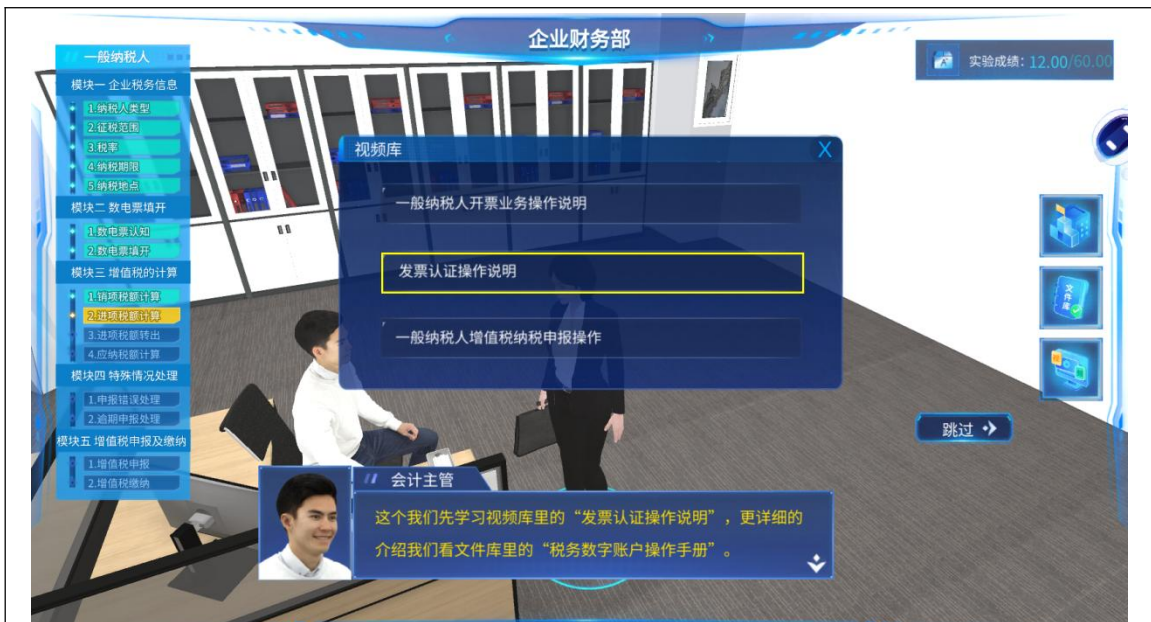 企业财务部
实验成绩：12.00/60.00
一般纳税人
模块一 企业税务信息
1.纳税人类型
2.征税范围
3.税率
4.纳税期限
5.纳税地点
模块二 数电票填开
1.数电票认知
2.数电票填开
模块三 增值税的计算
1.销项税额计算
2.进项税额计算
3.进项税额转出
4.应纳税额计算
模块四 特殊情况处理
1.申报错误处理
2.逾期申报处理
模块五 增值税申报及缴纳
1.增值税申报
2.增值税缴纳
视频库
X
一般纳税人开票业务操作说明
发票认证操作说明
一般纳税人增值税纳税申报操作
文件库
跳过
会计主管
这个我们先学习视频库里的“发票认证操作说明”，更详细的
介绍我们看文件库里的“税务数字账户操作手册”。